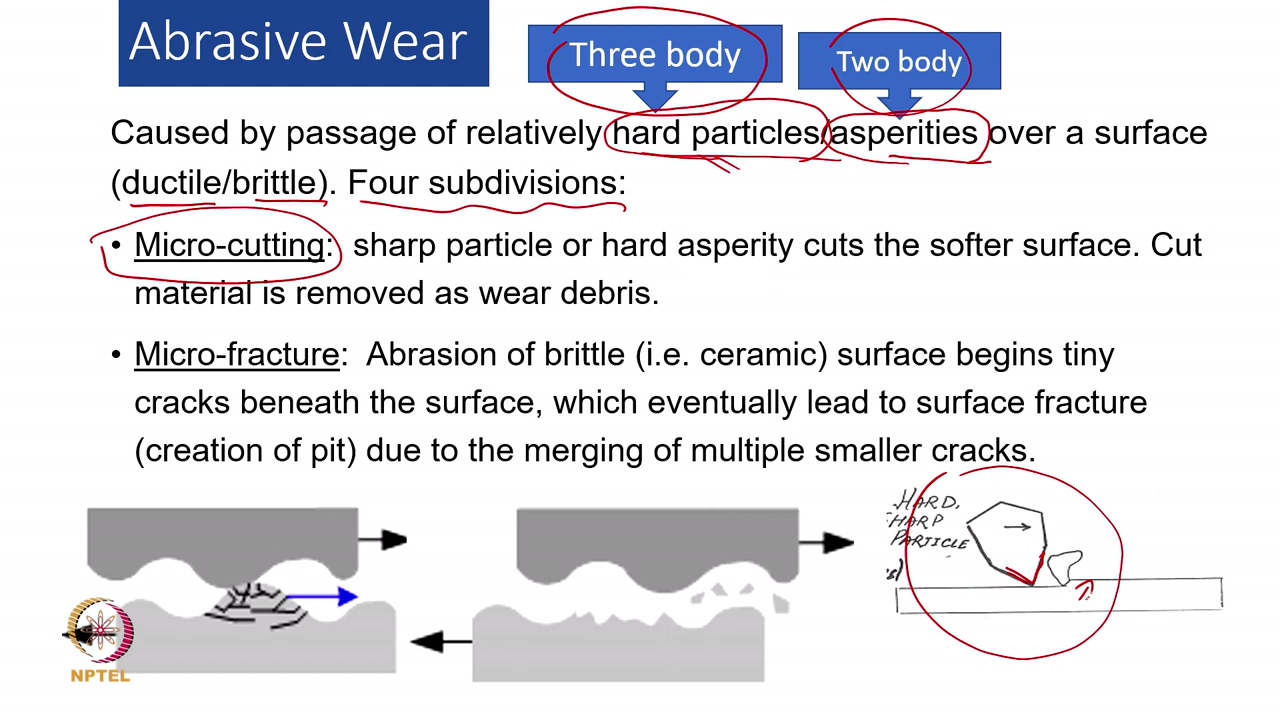 Abrasive Wear
Three body
Two body
Caused by passage of relatively hard particles/asperities over a surface
(ductile/brittle). Four subdivisions:
• Micro-cutting: sharp particle or hard asperity cuts the softer surface. Cut
material is removed as wear debris.
• Micro-fracture: Abrasion of brittle (i.e. ceramic) surface begins tiny
cracks beneath the surface, which eventually lead to surface fracture
(creation of pit) due to the merging of multiple smaller cracks.
HARD,
SHARP
PARTICLE
NPTEL